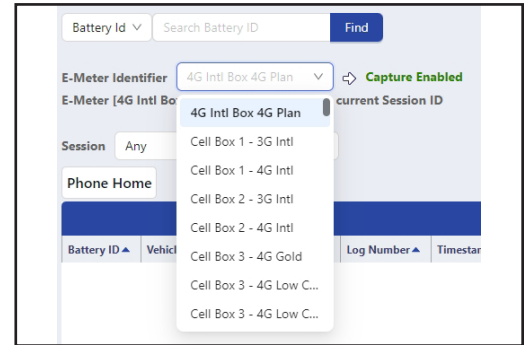 Battery Id Search Battery ID Find
E-Meter Identifier 4G Intl Box 4G Plan Capture Enabled
E-Meter [4G Intl Bo current Session ID
4G Intl Box 4G Plan
Session Any
Cell Box 1 - 3G Intl
Cell Box 1 - 4G Intl
Phone Home
Cell Box 2 - 3G Intl
Cell Box 2 - 4G Intl
Battery ID Vehicl Cell Box 3 - 4G Gold Log Number Timestar
Cell Box 3 - 4G Low C...
Cell Box 3 - 4G Low C...